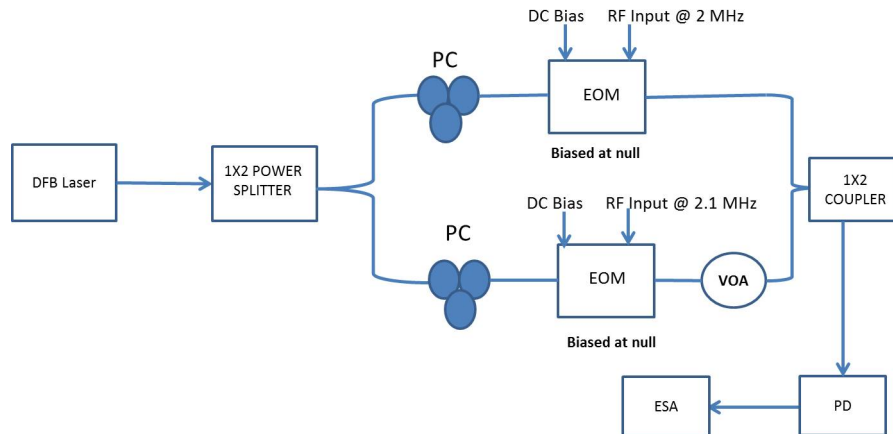 DC Bias RF Input @ 2 MHz
PC
EOM
Biased at null
DFB Laser
1X2 POWER
SPLITTER
1X2
COUPLER
DC Bias RF Input @ 2.1 MHz
PC
EOM
VOA
Biased at null
ESA
PD